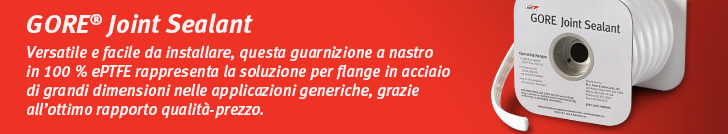 GORE® Joint Sealant
Versatile e facile da installare, questa guarnizione a nastro
in 100 % ePTFE rappresenta la soluzione per flange in acciaio
di grandi dimensioni nelle applicazioni generiche, grazie
all'ottimo rapporto qualità-prezzo.
GORE Joint Sealant